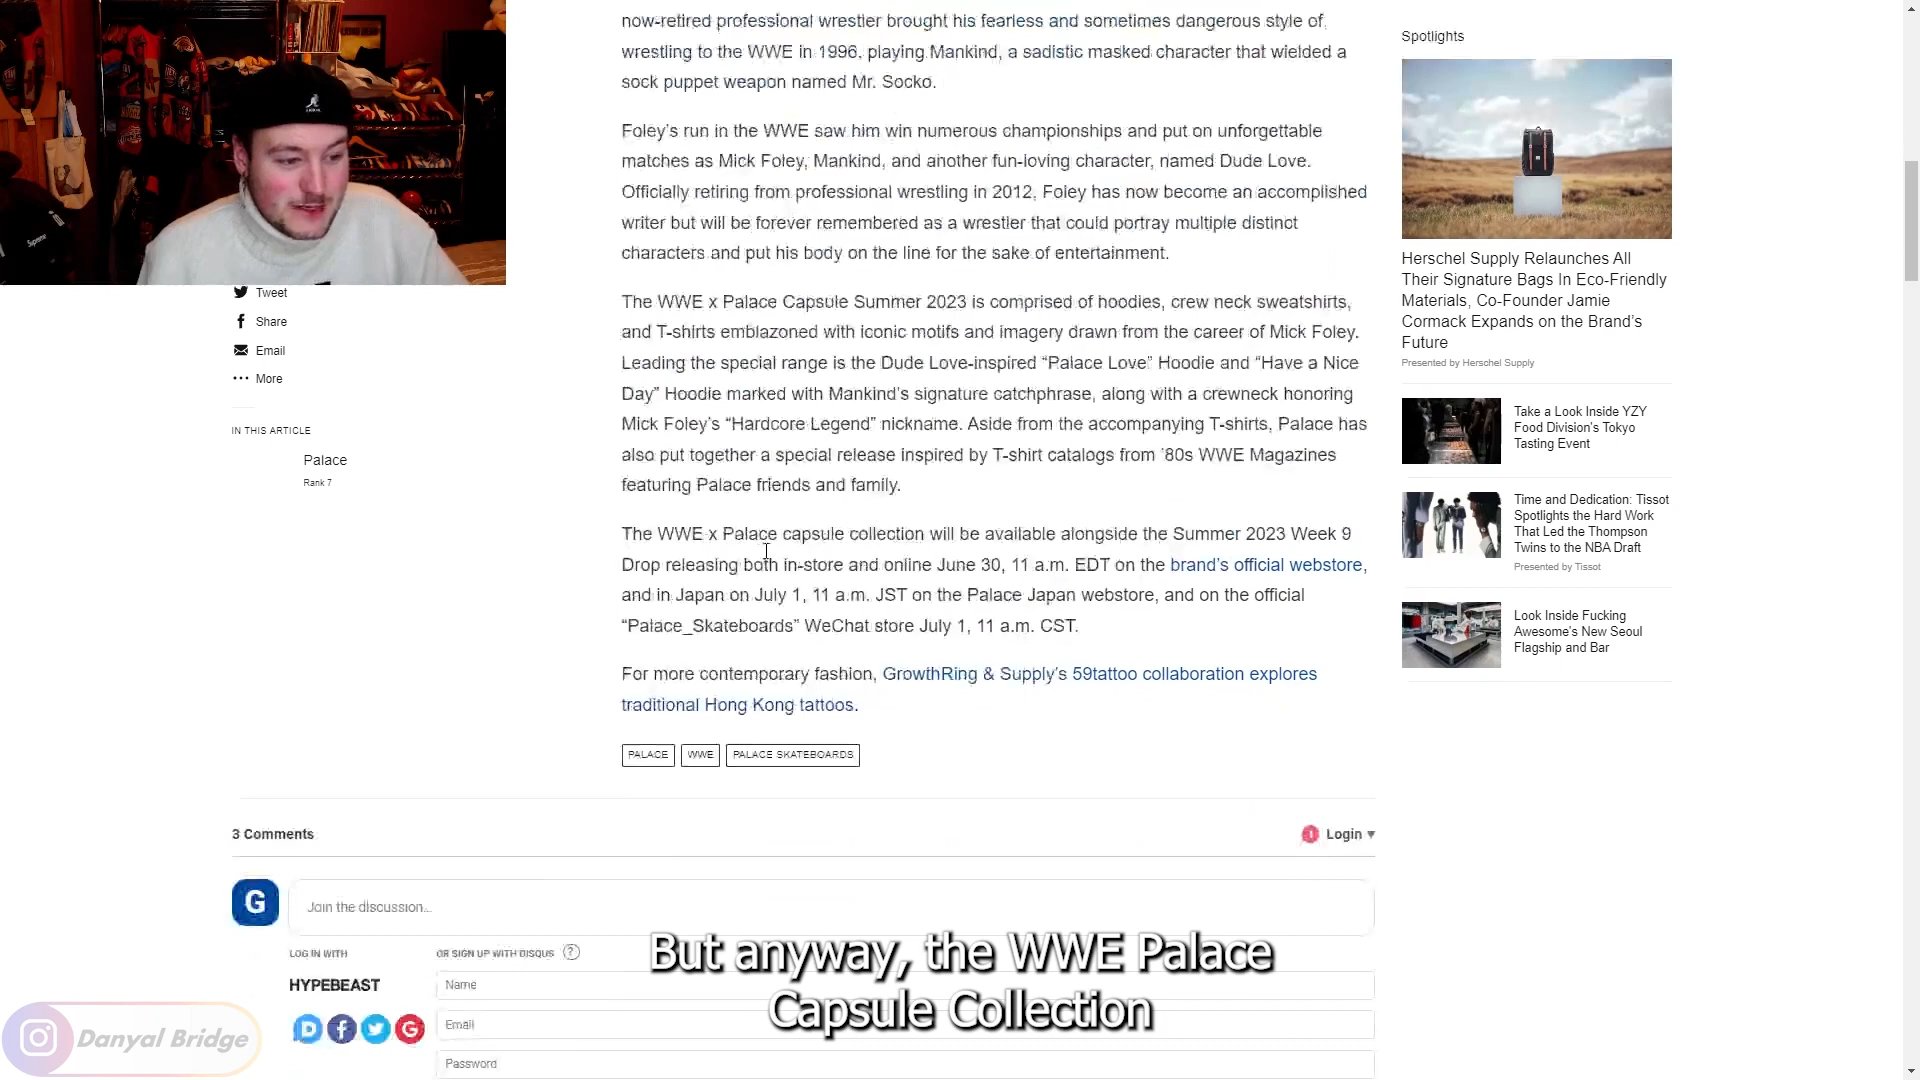 now-retired professional wrestler brought his fearless and sometimes dangerous style of
wrestling to the WWE in 1996, playing Mankind, a sadistic masked character that wielded a
sock puppet weapon named Mr. Socko.
Foley's run in the WWE saw him win numerous championships and put on unforgettable
matches as Mick Foley, Mankind, and another fun-loving character, named Dude Love.
Officially retiring from professional wrestling in 2012, Foley has now become an accomplished
writer but will be forever remembered as a wrestler that could portray multiple distinct
characters and put his body on the line for the sake of entertainment.
The WWE x Palace Capsule Summer 2023 is comprised of hoodies, crew neck sweatshirts,
and T-shirts emblazoned with iconic motifs and imagery drawn from the career of Mick Foley.
Leading the special range is the Dude Love-inspired “Palace Love” Hoodie and “Have a Nice
Day” Hoodie marked with Mankind's signature catchphrase, along with a crewneck honoring
Mick Foley's “Hardcore Legend” nickname. Aside from the accompanying T-shirts, Palace has
also put together a special release inspired by T-shirt catalogs from '80s WWE Magazines
featuring Palace friends and family.
The WWE x Palace capsule collection will be available alongside the Summer 2023 Week 9
Drop releasing both in-store and online June 30, 11 a.m. EDT on the brand's official webstore,
and in Japan on July 1, 11 a.m. JST on the Palace Japan webstore, and on the official
“Palace_Skateboards” WeChat store July 1, 11 a.m. CST.
For more contemporary fashion, GrowthRing & Supply's 59tattoo collaboration explores
traditional Hong Kong tattoos.
PALACE WWE PALACE SKATEBOARDS
Supreme
Tweet
Share
Email
More
IN THIS ARTICLE
Palace
Rank 7
Spotlights
Herschel Supply Relaunches All
Their Signature Bags In Eco-Friendly
Materials, Co-Founder Jamie
Cormack Expands on the Brand's
Future
Presented by Herschel Supply
Take a Look Inside YZY
Food Division's Tokyo
Tasting Event
Time and Dedication: Tissot
Spotlights the Hard Work
That Led the Thompson
Twins to the NBA Draft
Presented by Tissot
Look Inside Fucking
Awesome's New Seoul
Flagship and Bar
3 Comments
1 Login
G
Join the discussion...
LOG IN WITH
OR SIGN UP WITH DISQUS ?
HYPEBEAST
Name
Email
Password
But anyway, the WWE Palace
Capsule Collection
Danyal Bridge